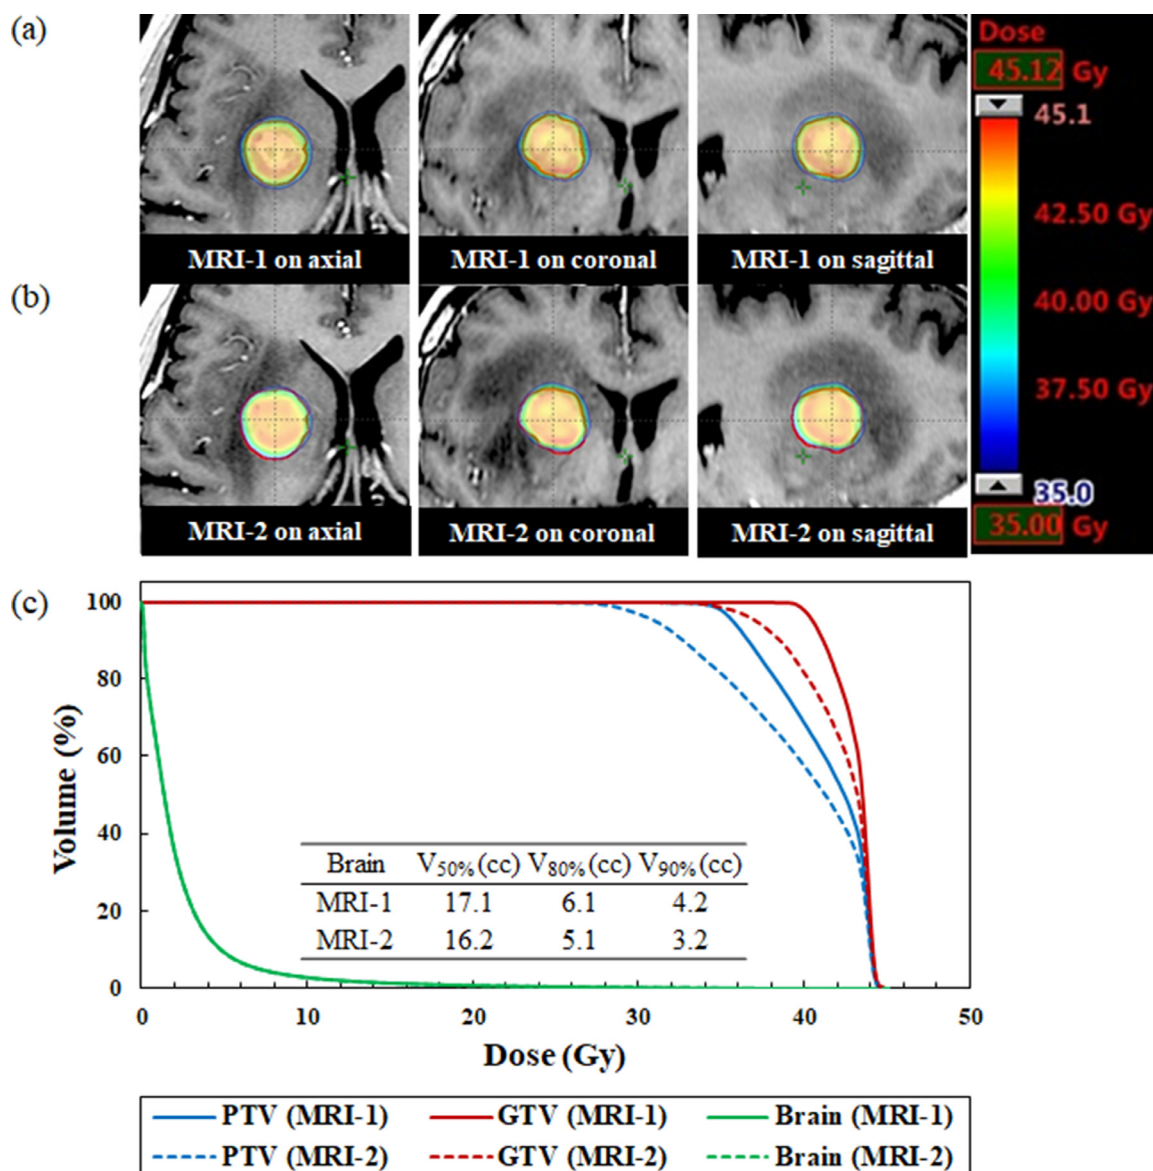 (a)
Dose
45.12 Gy
45.1
42.50 Gy
40.00 Gy
37.50 Gy
35.0
35.00 Gy
MRI-1 on axial
MRI-1 on coronal
MRI-1 on sagittal
(b)
MRI-2 on axial
MRI-2 on coronal
MRI-2 on sagittal
(c)
Volume (%)
100
80
60
40
20
0
Brain V50% (cc) V80% (cc) V90% (cc)
MRI-1 17.1 6.1 4.2
MRI-2 16.2 5.1 3.2
0 10 20 30 40 50
Dose (Gy)
PTV (MRI-1) GTV (MRI-1) Brain (MRI-1)
PTV (MRI-2) GTV (MRI-2) Brain (MRI-2)